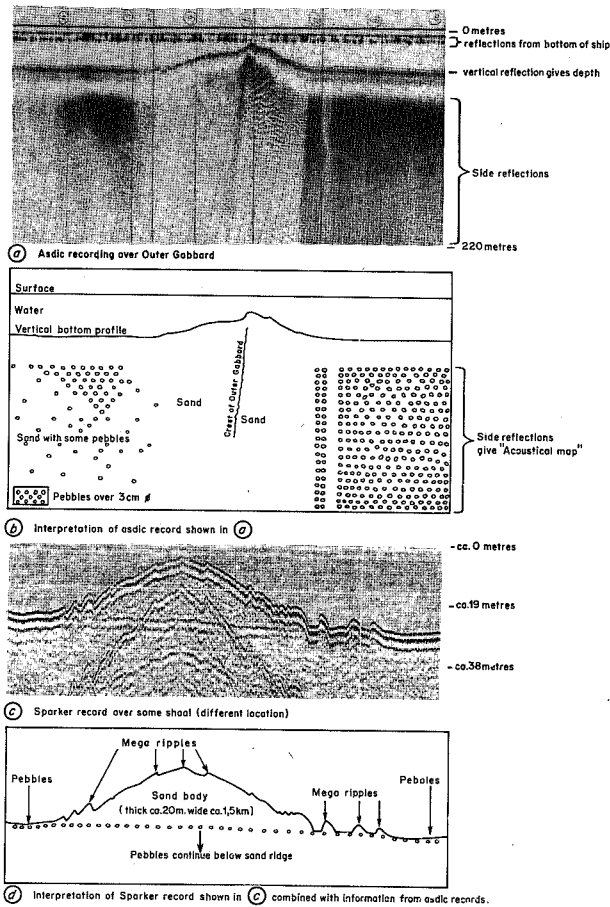 0 metres
reflections from bottom of ship
vertical reflection gives depth
Side reflections
220 metres
a Asdic recording over Outer Gabbard
Surface
Water
Vertical bottom profile
Crest of Outer Gabbard
Sand
Sand
Sand with some pebbles
Side reflections
give "Acoustical map"
Pebbles over 3cm ø
b Interpretation of asdic record shown in a
ca. 0 metres
ca.19 metres
ca.38metres
c Sparker record over some shoal (different location)
Mega ripples
Pebbles
Sand body
(thick ca.20m. wide ca.1,5km)
Mega ripples
Pebbles
Pebbles continue below sand ridge
d Interpretation of Sparker record shown in c combined with information from asdic records.